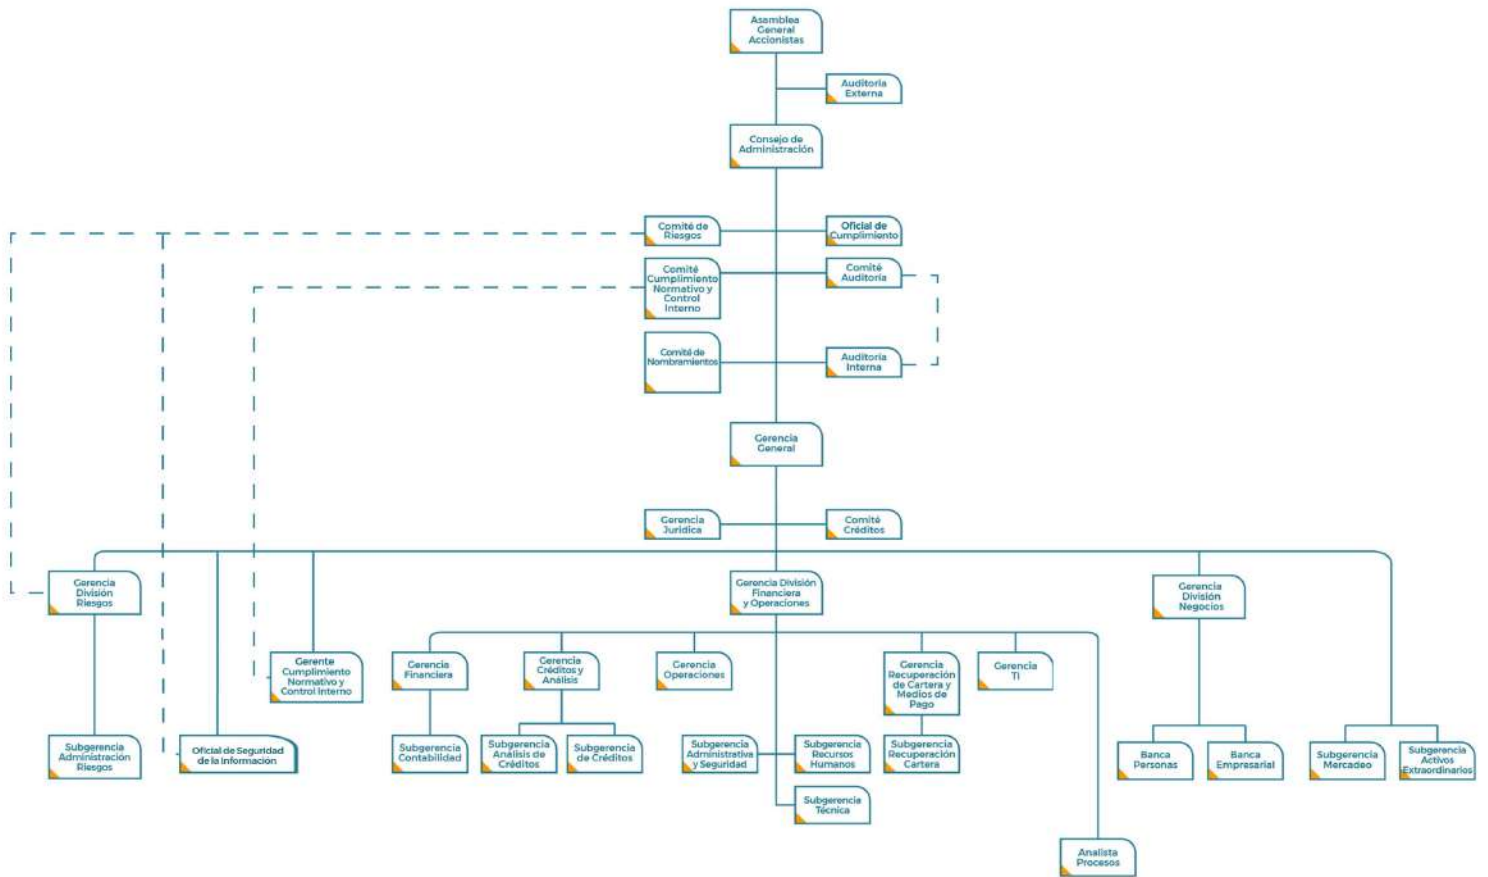 Asamblea
General
Accionistas
Auditoria
Externa
Consejo de
Administración
Comité de
Riesgos
Oficial de
Cumplimiento
Comité
Cumplimiento
Normativo y
Control
Interno
Comité
Auditoría
Comité de
Nombramientos
Auditoría
Interna
Gerencia
General
Gerencia
Jurídica
Comité
Créditos
Gerencia
División
Riesgos
Gerencia División
Financiera
y Operaciones
Gerencia
División
Negocios
Gerente
Cumplimiento
Normativo y
Control Interno
Gerencia
Financiera
Gerencia
Créditos y
Análisis
Gerencia
Operaciones
Gerencia
Recuperación
de Cartera y
Medios de
Pago
Gerencia
TI
Subgerencia
Administración
Riesgos
Oficial de Seguridad
de la Información
Subgerencia
Contabilidad
Subgerencia
Análisis de
Créditos
Subgerencia
de Créditos
Subgerencia
Administrativa
y Seguridad
Subgerencia
Recursos
Humanos
Subgerencia
Recuperación
Cartera
Banca
Personas
Banca
Empresarial
Subgerencia
Mercadeo
Subgerencia
Activos
Extraordinarios
Subgerencia
Técnica
Analista
Procesos